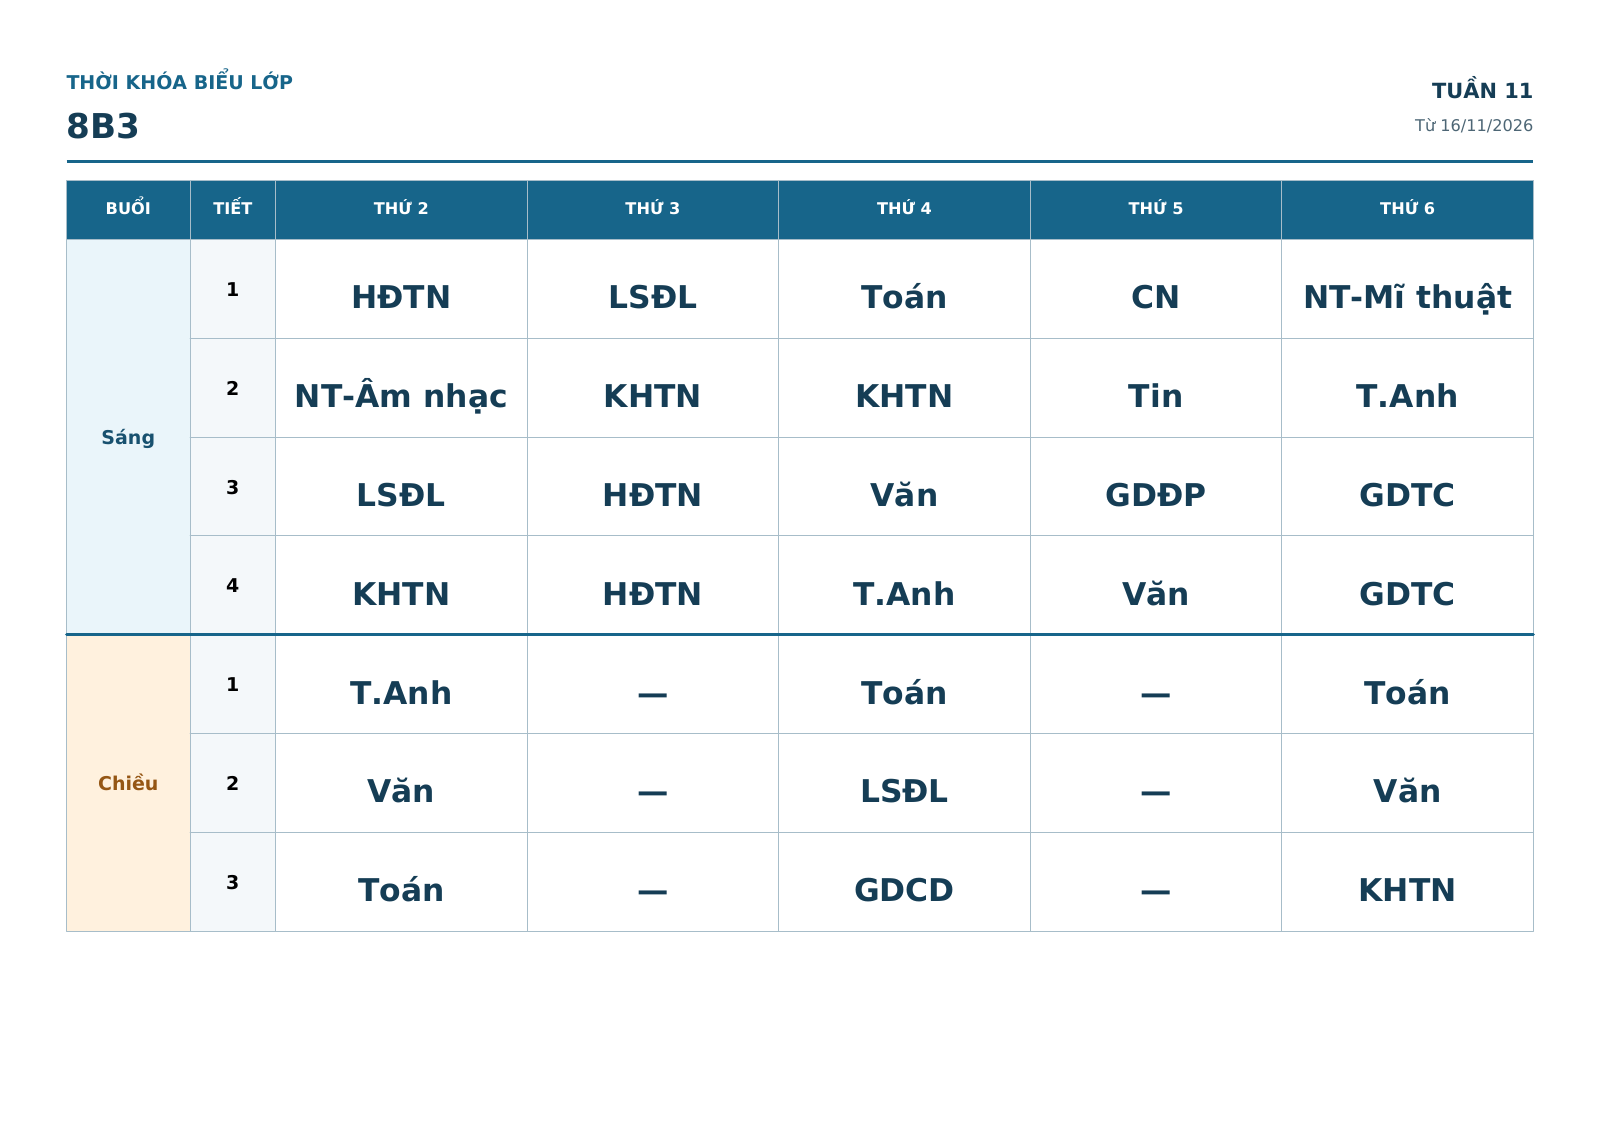 THỜI KHÓA BIỂU LỚP
8B3
TUẦN 11
Từ 16/11/2026
BUỔI TIẾT THỨ 2 THỨ 3 THỨ 4 THỨ 5 THỨ 6
Sáng
1 HĐTN LSĐL Toán CN NT-Mĩ thuật
2 NT-Âm nhạc KHTN KHTN Tin T.Anh
3 LSĐL HĐTN Văn GDĐP GDTC
4 KHTN HĐTN T.Anh Văn GDTC
Chiều
1 T.Anh — Toán — Toán
2 Văn — LSĐL — Văn
3 Toán — GDCD — KHTN